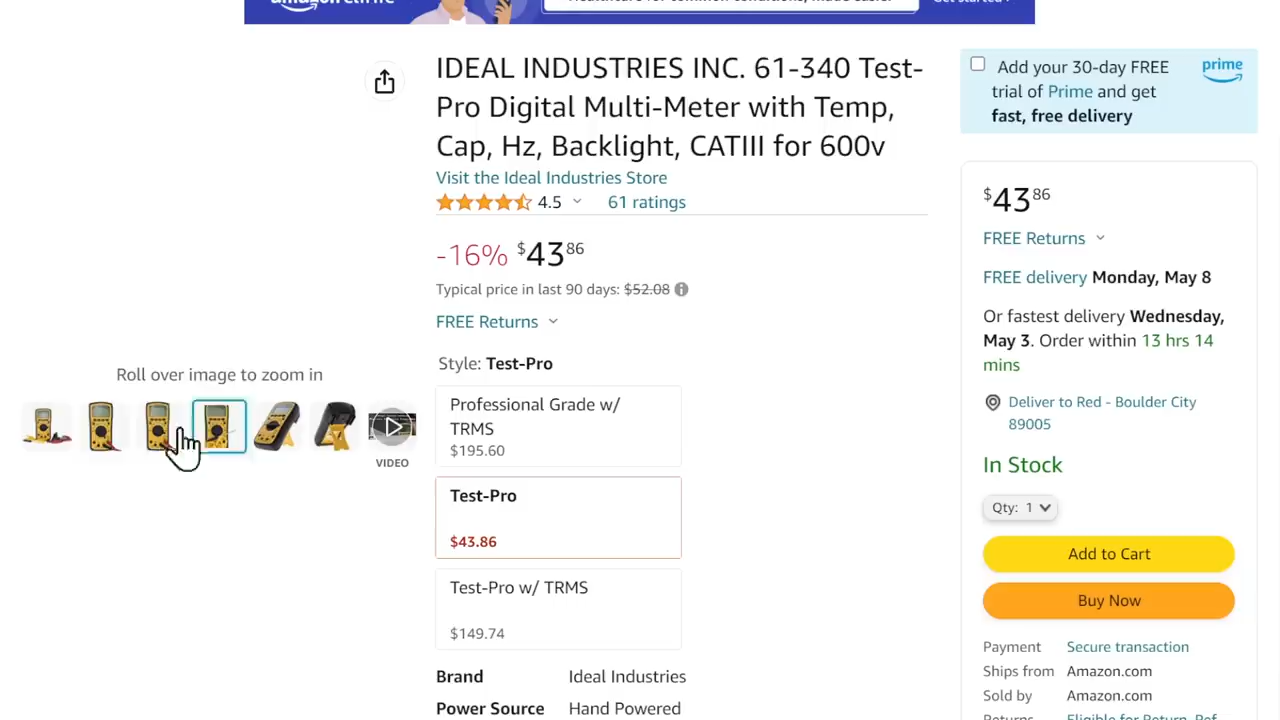 IDEAL INDUSTRIES INC. 61-340 Test-
Pro Digital Multi-Meter with Temp,
Cap, Hz, Backlight, CATIII for 600v
Visit the Ideal Industries Store
4.5 61 ratings
-16% $43 86
Typical price in last 90 days: $52.08
FREE Returns
Style: Test-Pro
Professional Grade w/
TRMS
$195.60
Test-Pro
$43.86
Test-Pro w/ TRMS
$149.74
Brand Ideal Industries
Power Source Hand Powered
Roll over image to zoom in
VIDEO
Add your 30-day FREE
trial of Prime and get
fast, free delivery
prime
$43 86
FREE Returns
FREE delivery Monday, May 8
Or fastest delivery Wednesday,
May 3. Order within 13 hrs 14
mins
Deliver to Red - Boulder City
89005
In Stock
Qty: 1
Add to Cart
Buy Now
Payment Secure transaction
Ships from Amazon.com
Sold by Amazon.com